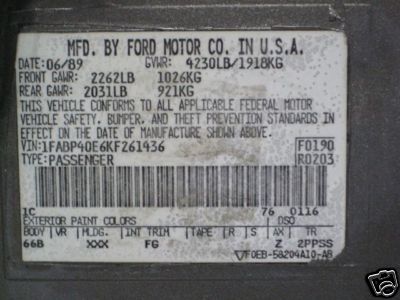 MFD. BY FORD MOTOR CO. IN U.S.A.
DATE: 06/89 GVWR: 4230LB/1918KG
FRONT GAWR: 2262LB 1026KG
REAR GAWR: 2031LB 921KG
THIS VEHICLE CONFORMS TO ALL APPLICABLE FEDERAL MOTOR
VEHICLE SAFETY, BUMPER, AND THEFT PREVENTION STANDARDS IN
EFFECT ON THE DATE OF MANUFACTURE SHOWN ABOVE.
VIN: 1FABP40E6KF261436 F0190
TYPE: PASSENGER R0203
1C 76 0116
EXTERIOR PAINT COLORS DSO
BODY VR MLDG. INT TRIM TAPE R S AX TR
66B XXX FG Z 2PPSS
F0EB-58204A10-AB